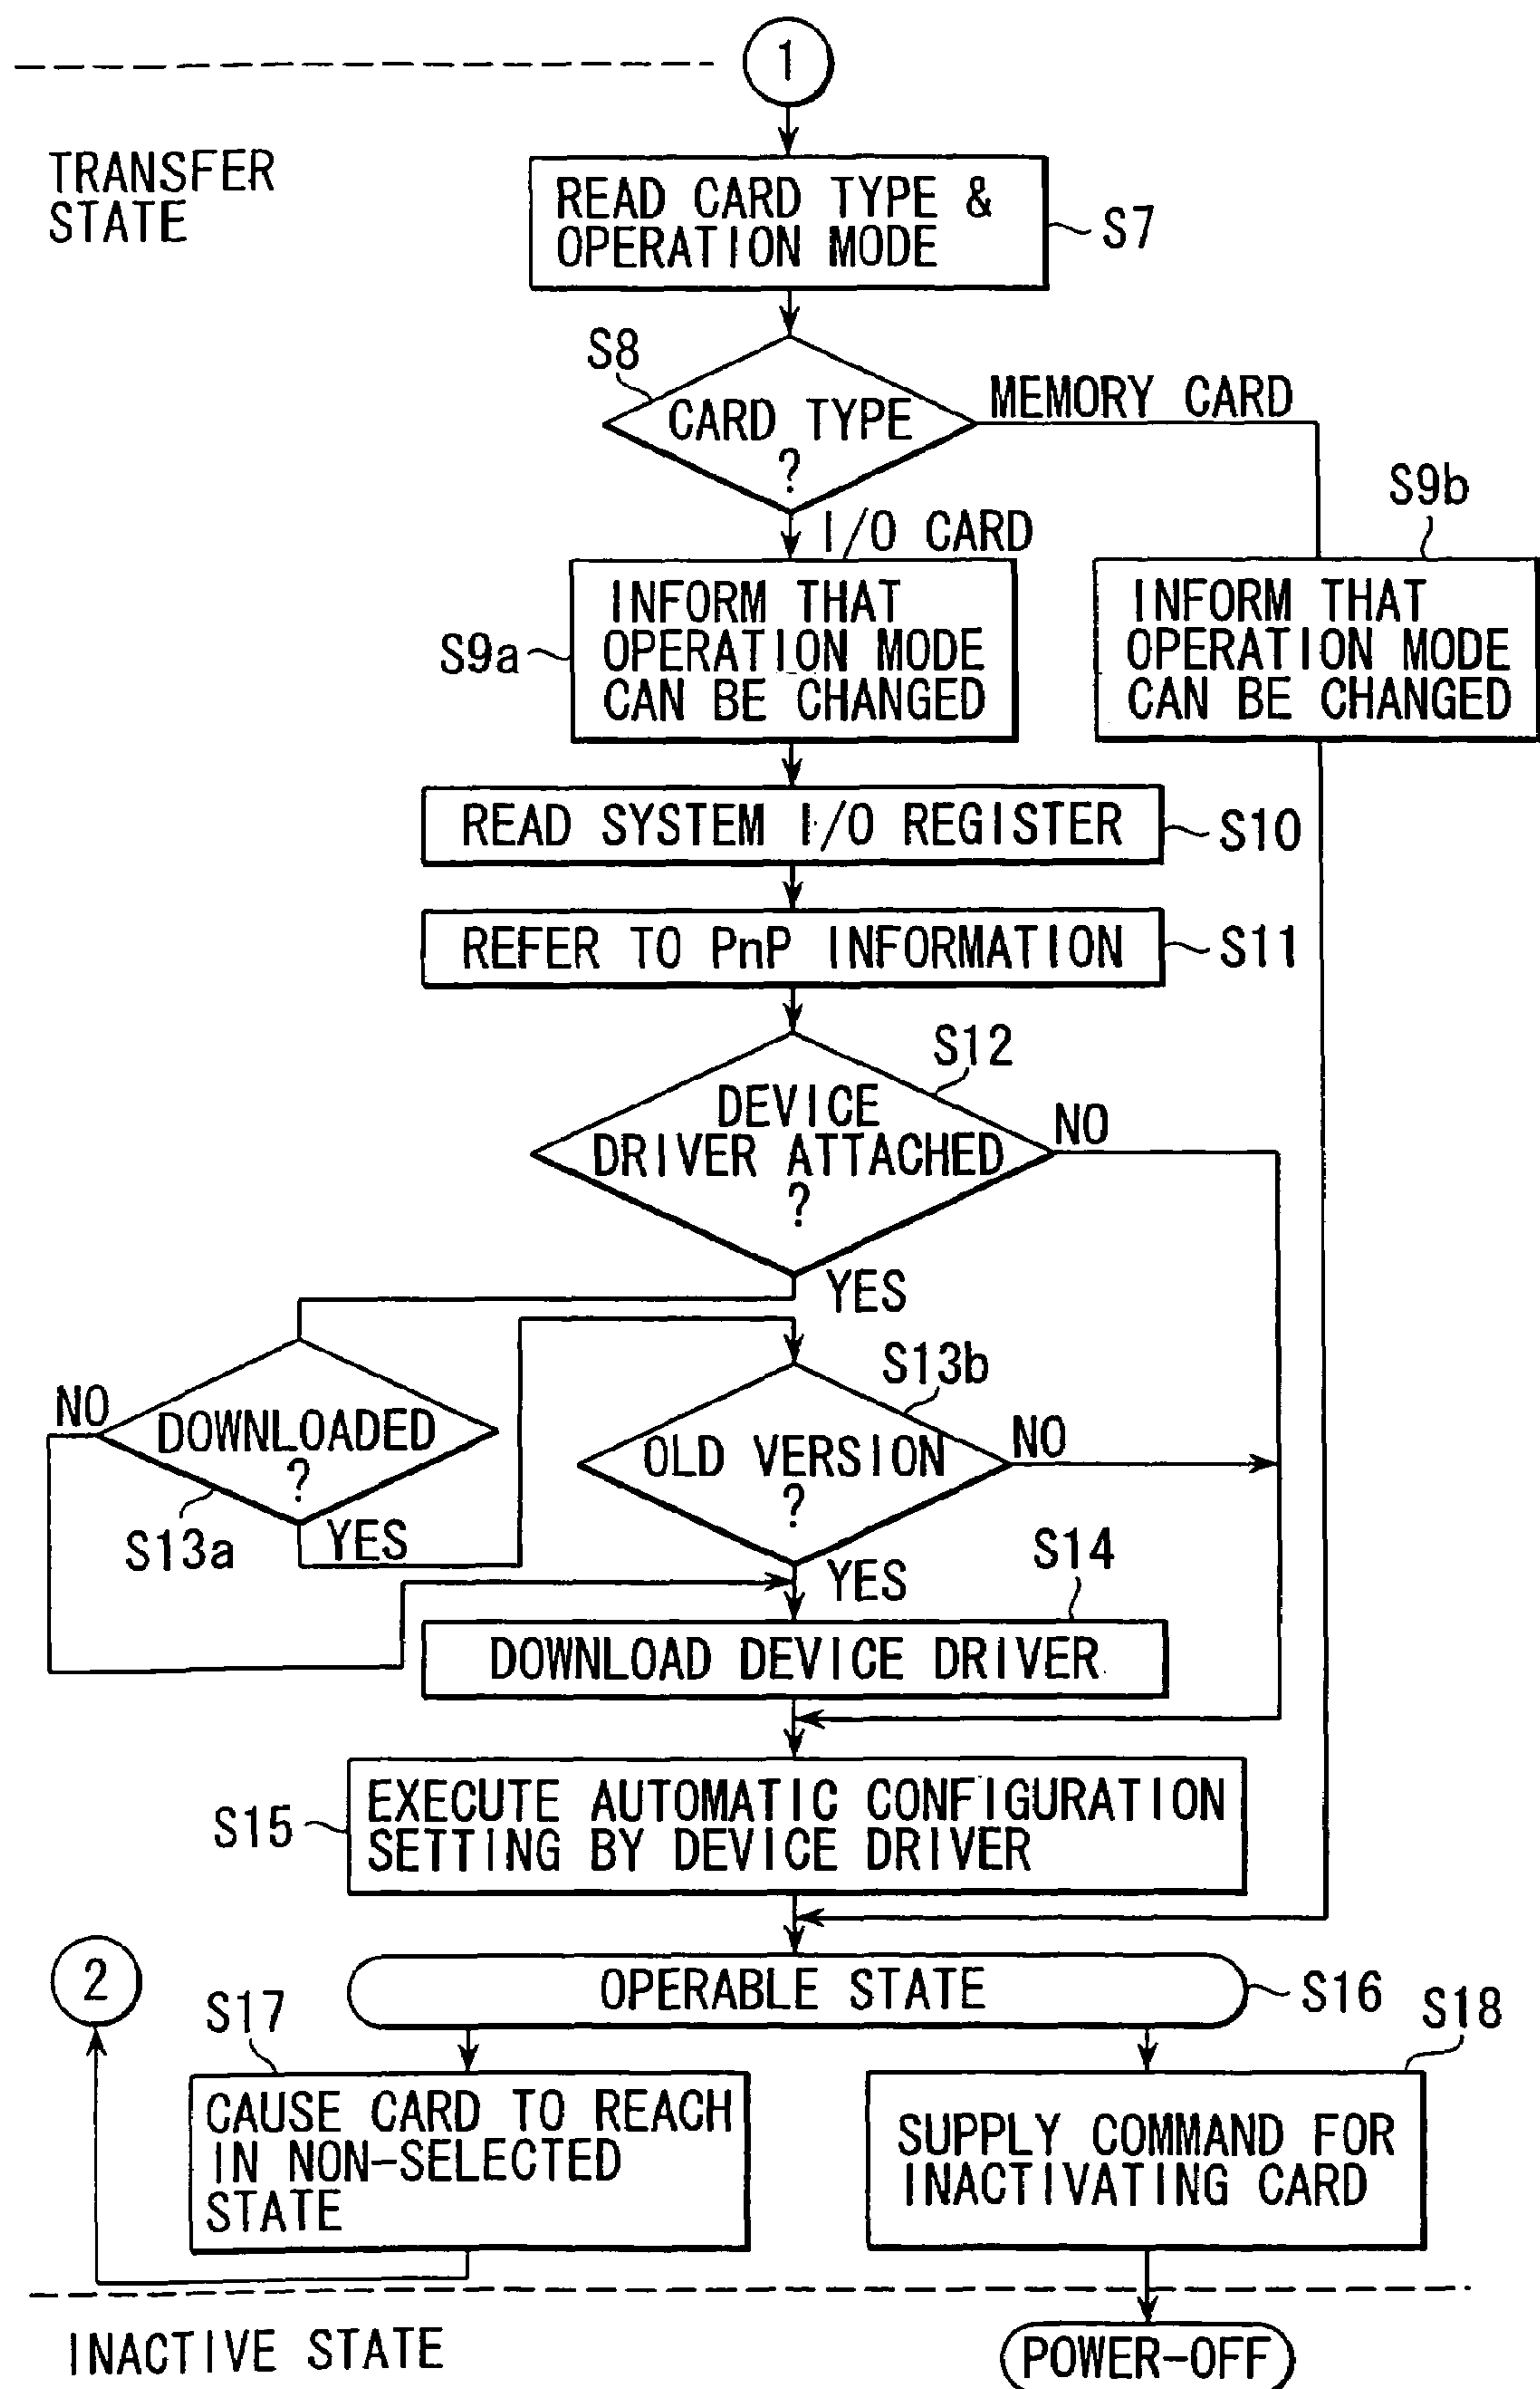 1
TRANSFER
STATE
READ CARD TYPE &
OPERATION MODE
S7
S8
CARD TYPE
?
MEMORY CARD
I/O CARD
S9b
S9a
INFORM THAT
OPERATION MODE
CAN BE CHANGED
INFORM THAT
OPERATION MODE
CAN BE CHANGED
READ SYSTEM I/O REGISTER
S10
REFER TO PnP INFORMATION
S11
S12
DEVICE
DRIVER ATTACHED
?
NO
YES
S13b
NO
DOWNLOADED
?
S13a
YES
OLD VERSION
?
NO
YES
S14
DOWNLOAD DEVICE DRIVER
S15
EXECUTE AUTOMATIC CONFIGURATION
SETTING BY DEVICE DRIVER
2
OPERABLE STATE
S16
S17
S18
CAUSE CARD TO REACH
IN NON-SELECTED
STATE
SUPPLY COMMAND FOR
INACTIVATING CARD
INACTIVE STATE
POWER-OFF